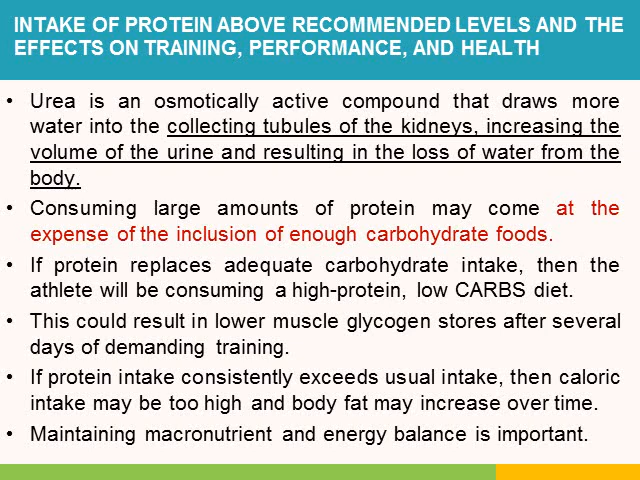 INTAKE OF PROTEIN ABOVE RECOMMENDED LEVELS AND THE
EFFECTS ON TRAINING, PERFORMANCE, AND HEALTH
• Urea is an osmotically active compound that draws more
water into the collecting tubules of the kidneys, increasing the
volume of the urine and resulting in the loss of water from the
body.
• Consuming large amounts of protein may come at the
expense of the inclusion of enough carbohydrate foods.
• If protein replaces adequate carbohydrate intake, then the
athlete will be consuming a high-protein, low CARBS diet.
• This could result in lower muscle glycogen stores after several
days of demanding training.
• If protein intake consistently exceeds usual intake, then caloric
intake may be too high and body fat may increase over time.
• Maintaining macronutrient and energy balance is important.